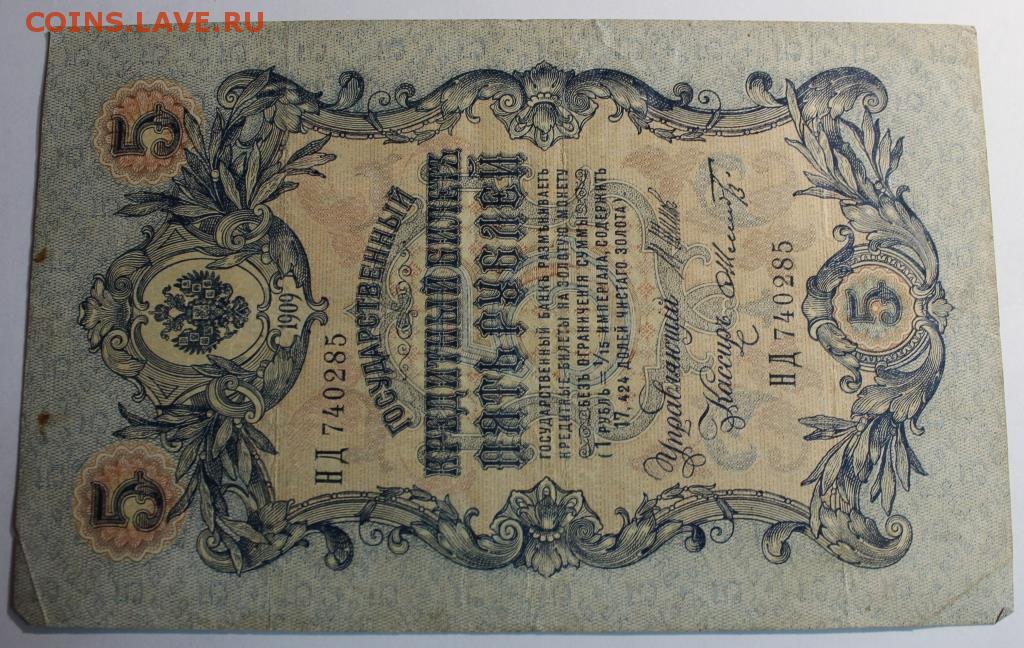 COINS.LAVE.RU
5 5
1909
НД 740285
ГОСУДАРСТВЕННЫЙ
КРЕДИТНЫЙ БИЛЕТЪ
ПЯТЬ РУБЛЕЙ
ГОСУДАРСТВЕННЫЙ БАНКЪ РАЗМѢНИВАЕТЪ
КРЕДИТНЫЕ БИЛЕТЫ НА ЗОЛОТУЮ МОНЕТУ
БЕЗЪ ОГРАНИЧЕНІЯ СУММЫ
(1 РУБЛЬ = 1/15 ИМПЕРІАЛА, СОДЕРЖИТЪ
17,424 ДОЛЕЙ ЧИСТАГО ЗОЛОТА)
Управляющій
Кассиръ
НД 740285
5